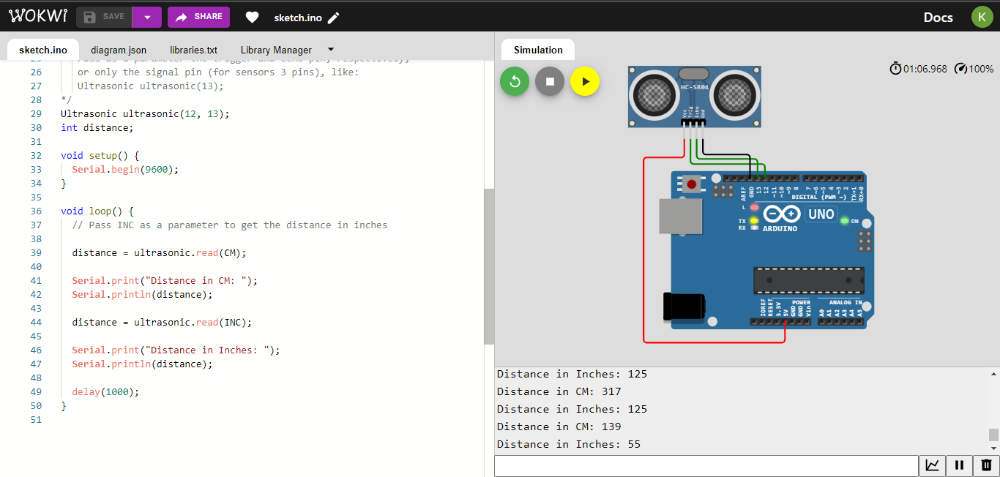 WOKWI SAVE SHARE sketch.ino Docs K
sketch.ino diagram.json libraries.txt Library Manager
26 or only the signal pin (for sensors 3 pins), like:
27 Ultrasonic ultrasonic(13);
28 */
29 Ultrasonic ultrasonic(12, 13);
30 int distance;
31
32 void setup() {
33 Serial.begin(9600);
34 }
35
36 void loop() {
37 // Pass INC as a parameter to get the distance in inches
38
39 distance = ultrasonic.read(CM);
40
41 Serial.print("Distance in CM: ");
42 Serial.println(distance);
43
44 distance = ultrasonic.read(INC);
45
46 Serial.print("Distance in Inches: ");
47 Serial.println(distance);
48
49 delay(1000);
50 }
51
Simulation
01:06.968 100%
HC-SR04
Vcc
Trig
Echo
Gnd
AREF
GND
13
12
~11
~10
~9
8
7
~6
~5
4
~3
2
TX→1
RX←0
DIGITAL (PWM ~)
L
TX
RX
UNO
ON
ARDUINO
IOREF
RESET
3.3V
5V
GND
GND
Vin
POWER
ANALOG IN
A0
A1
A2
A3
A4
A5
Distance in Inches: 125
Distance in CM: 317
Distance in Inches: 125
Distance in CM: 139
Distance in Inches: 55